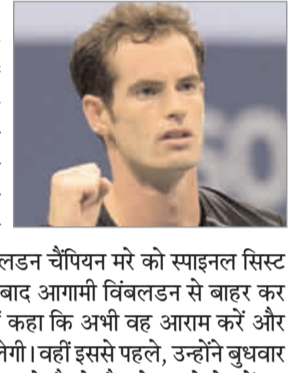 लडन चैंपियन मरे को स्पाइनल सिस्ट
बाद आगामी विंबलडन से बाहर कर
कहा कि अभी वह आराम करें और
लेगी। वहीं इससे पहले, उन्होंने बुधवार